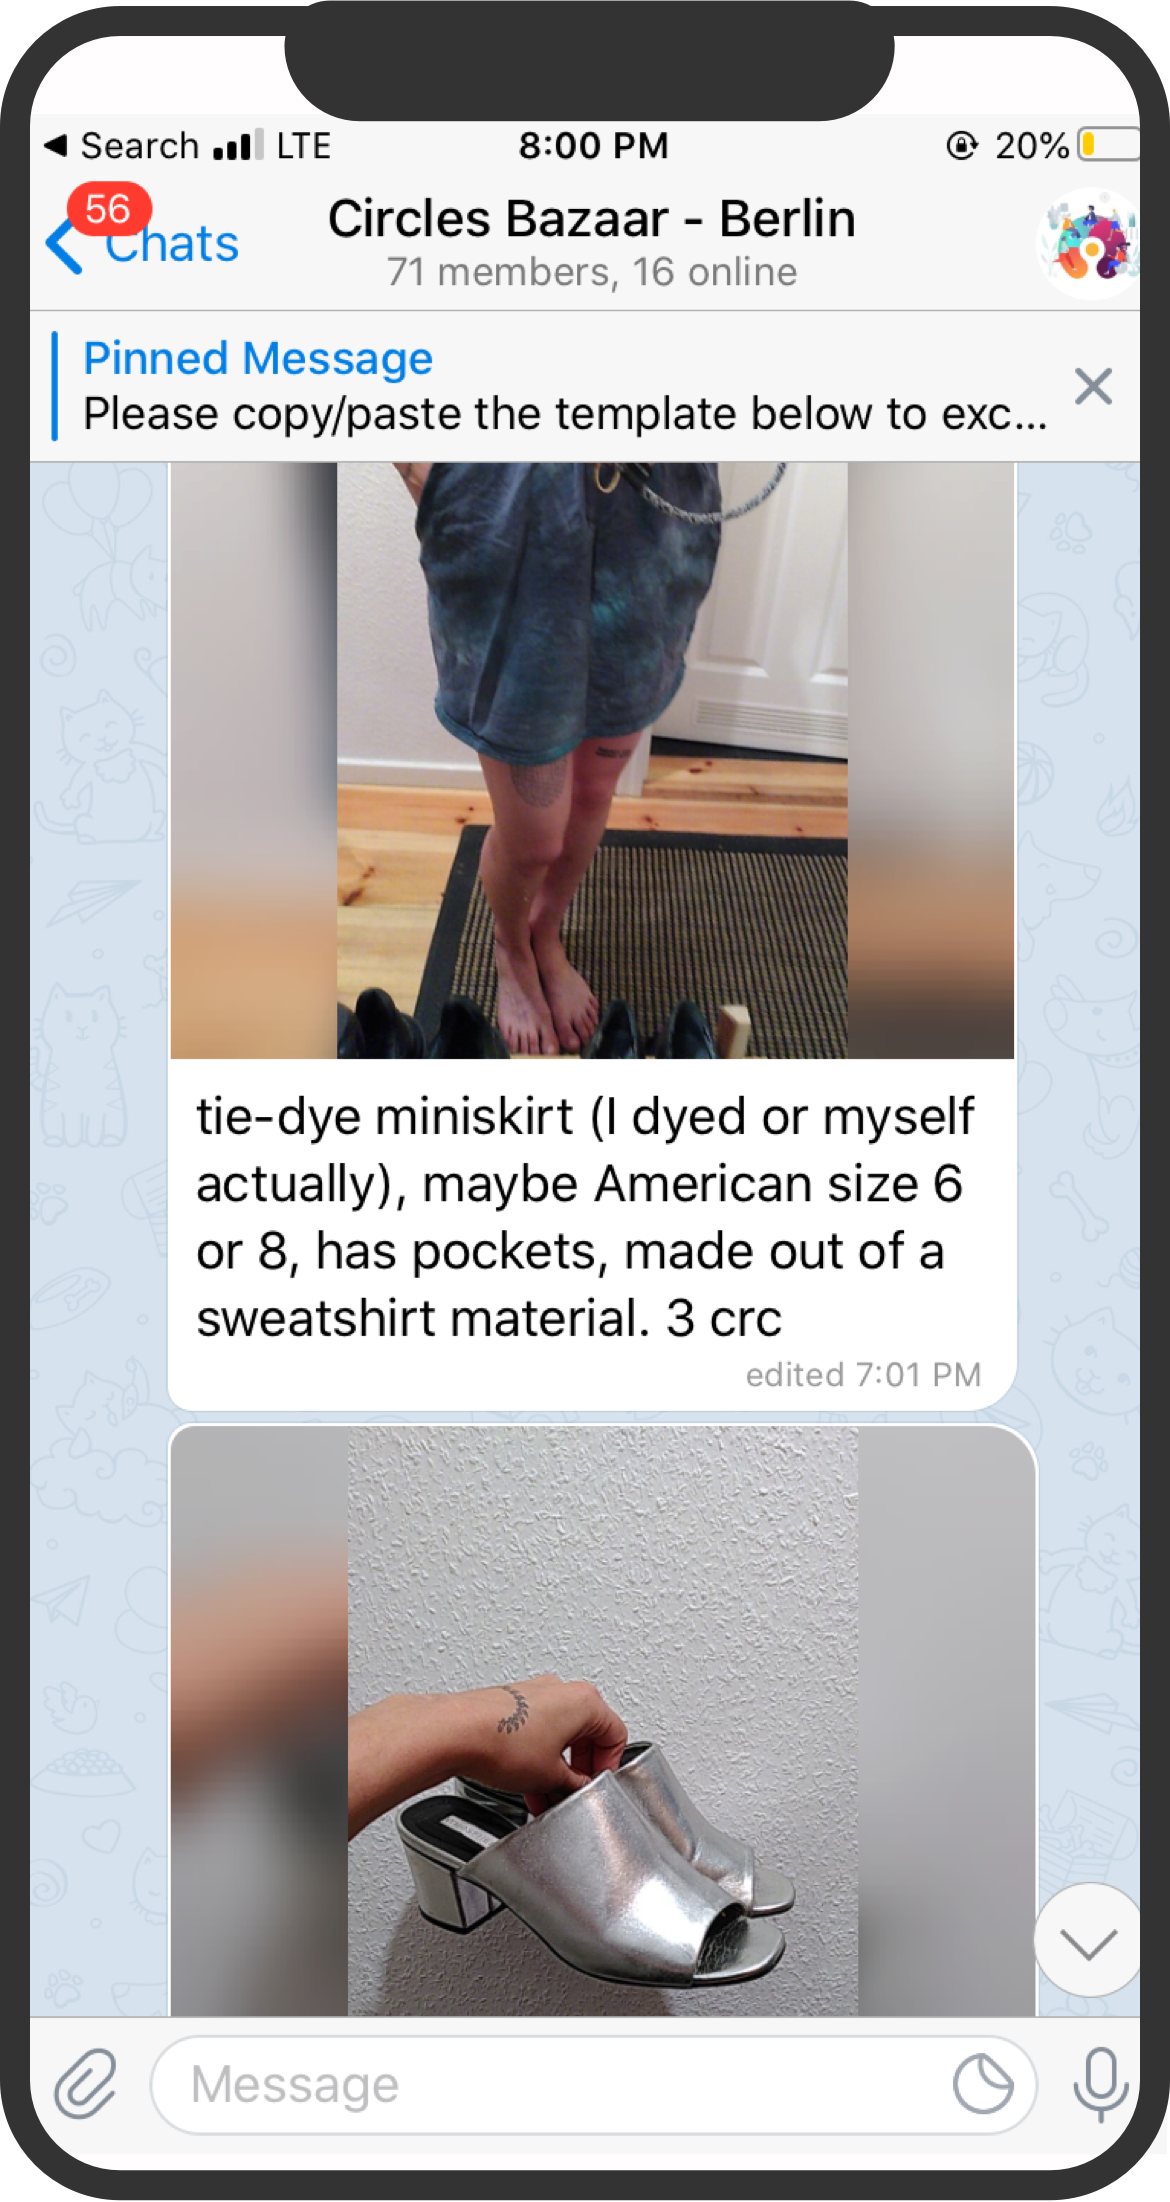 Search LTE 8:00 PM 20%
56
Chats
Circles Bazaar - Berlin
71 members, 16 online
Pinned Message
Please copy/paste the template below to exc...
tie-dye miniskirt (I dyed or myself
actually), maybe American size 6
or 8, has pockets, made out of a
sweatshirt material. 3 crc
edited 7:01 PM
Message